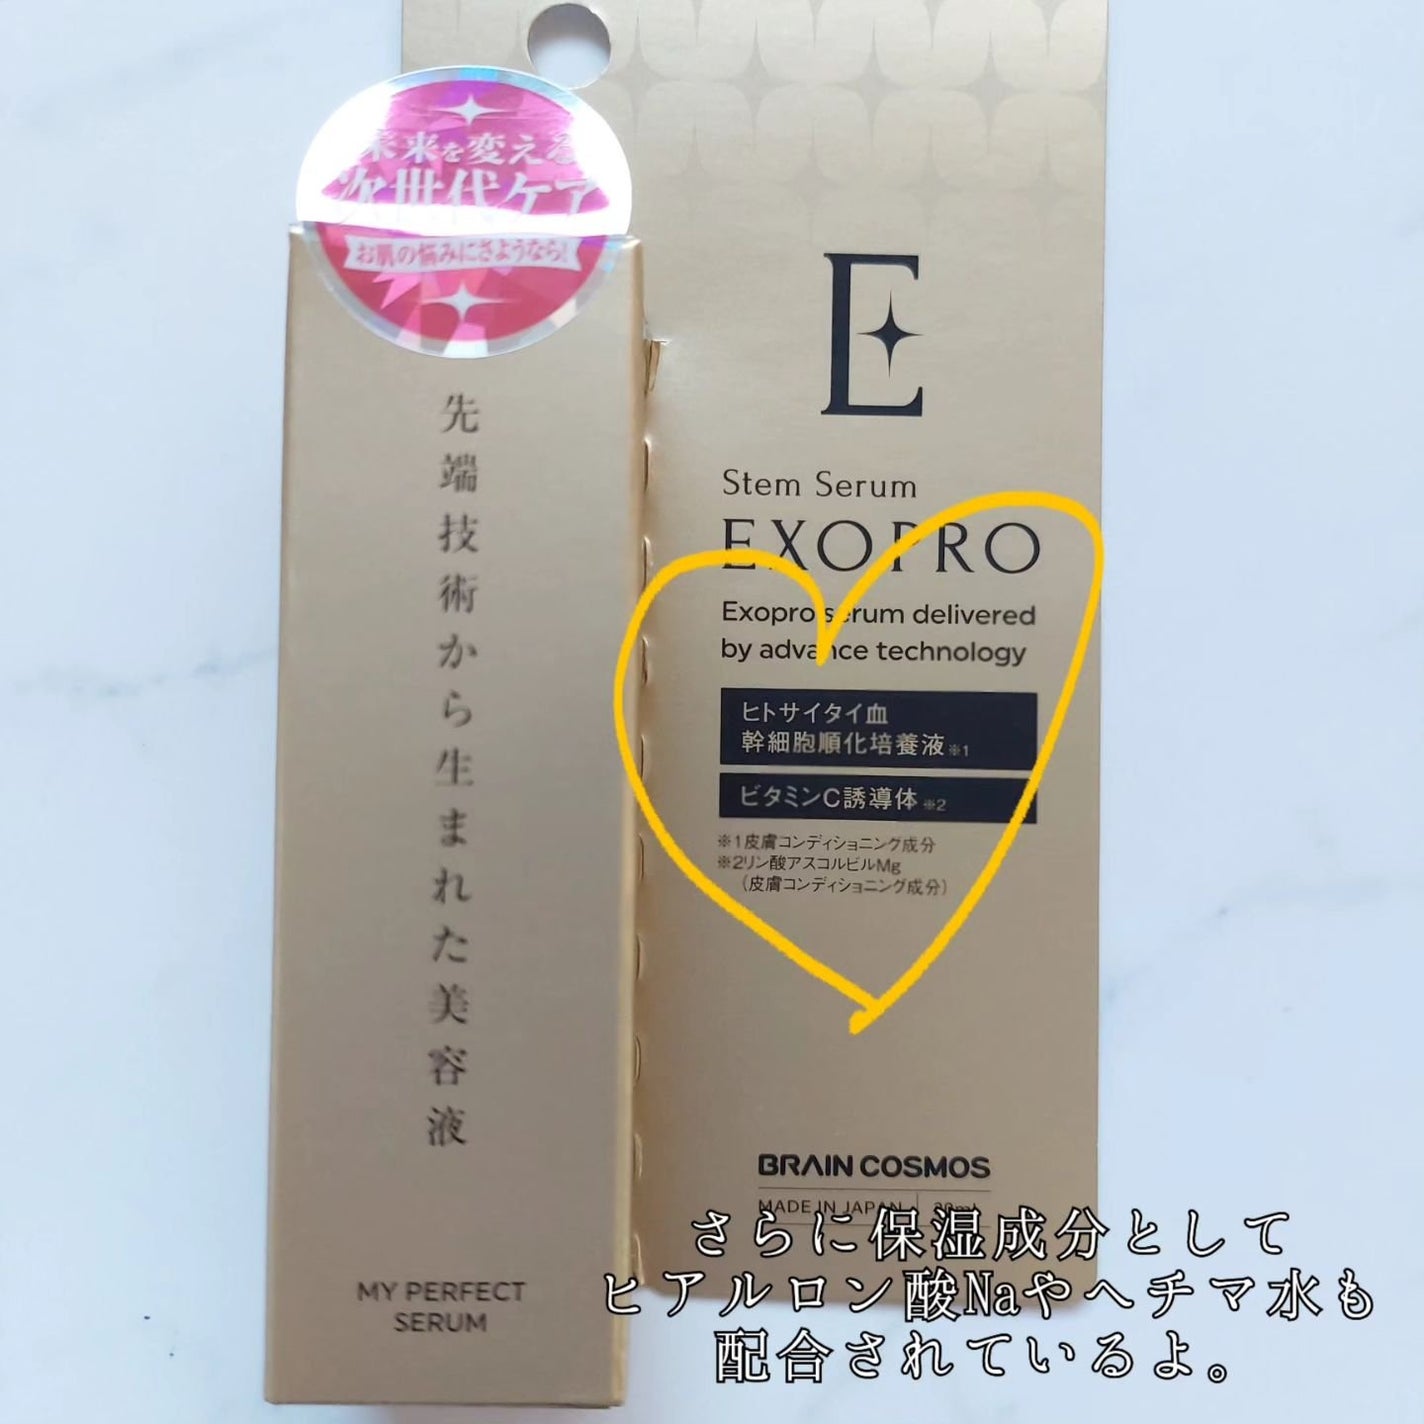 未来を変える
次世代ケア
お肌の悩みにさようなら!
先端技術から生まれた美容液
MY PERFECT
SERUM
E
Stem Serum
EXOPRO
Exopro serum delivered
by advance technology
ヒトサイタイ血
幹細胞順化培養液※1
ビタミンC誘導体※2
※1皮膚コンディショニング成分
※2リン酸アスコルビルMg
(皮膚コンディショニング成分)
BRAIN COSMOS
MADE IN JAPAN
さらに保湿成分として
ヒアルロン酸Naやヘチマ水も
配合されているよ。